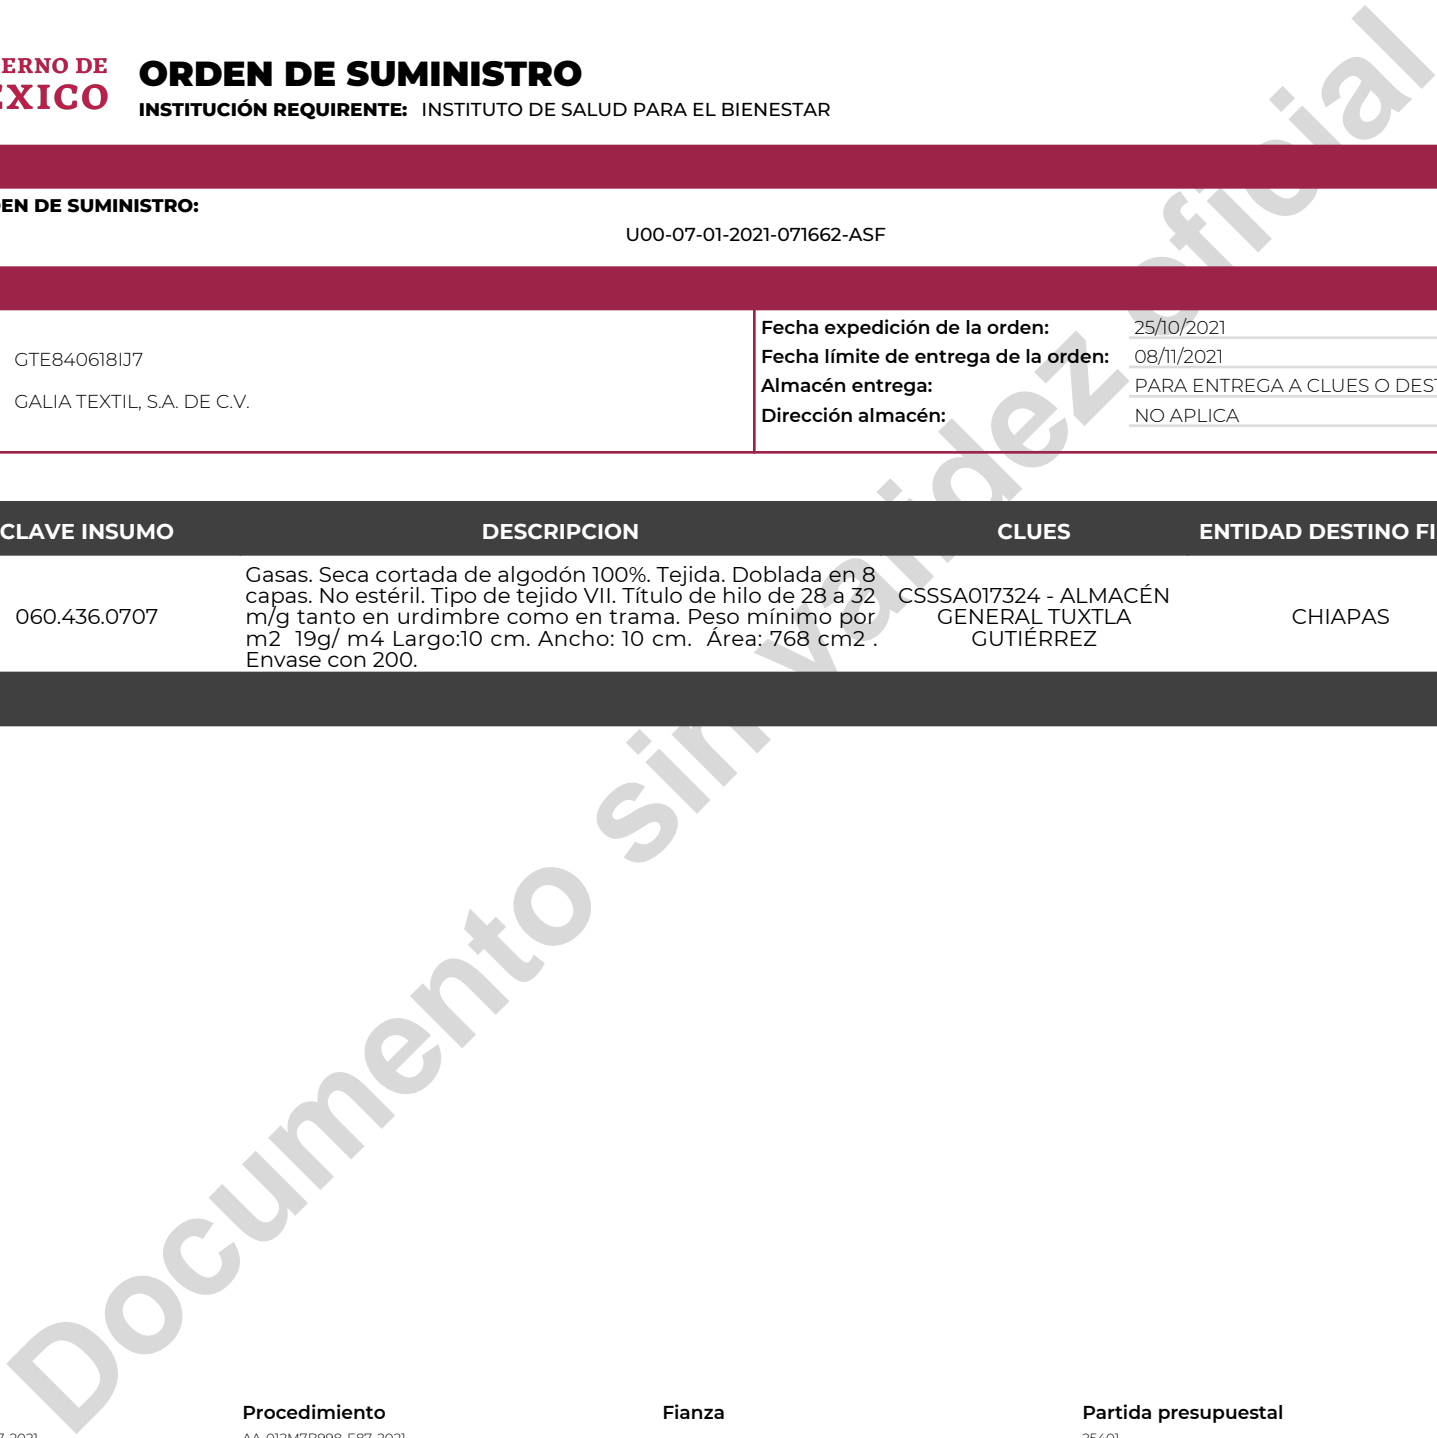 ERNO DE
EXICO
ORDEN DE SUMINISTRO
INSTITUCIÓN REQUIRENTE: INSTITUTO DE SALUD PARA EL BIENESTAR
EN DE SUMINISTRO:
U00-07-01-2021-071662-ASF
GTE840618IJ7
GALIA TEXTIL, S.A. DE C.V.
Fecha expedición de la orden: 25/10/2021
Fecha límite de entrega de la orden: 08/11/2021
Almacén entrega: PARA ENTREGA A CLUES O DEST
Dirección almacén: NO APLICA
CLAVE INSUMO DESCRIPCION CLUES ENTIDAD DESTINO FI
060.436.0707
Gasas. Seca cortada de algodón 100%. Tejida. Doblada en 8
capas. No estéril. Tipo de tejido VII. Título de hilo de 28 a 32
m/g tanto en urdimbre como en trama. Peso mínimo por
m2 19g/ m4 Largo:10 cm. Ancho: 10 cm. Área: 768 cm2 .
Envase con 200.
CSSSA017324 - ALMACÉN
GENERAL TUXTLA
GUTIÉRREZ
CHIAPAS
Documento sin validez oficial
Procedimiento Fianza Partida presupuestal